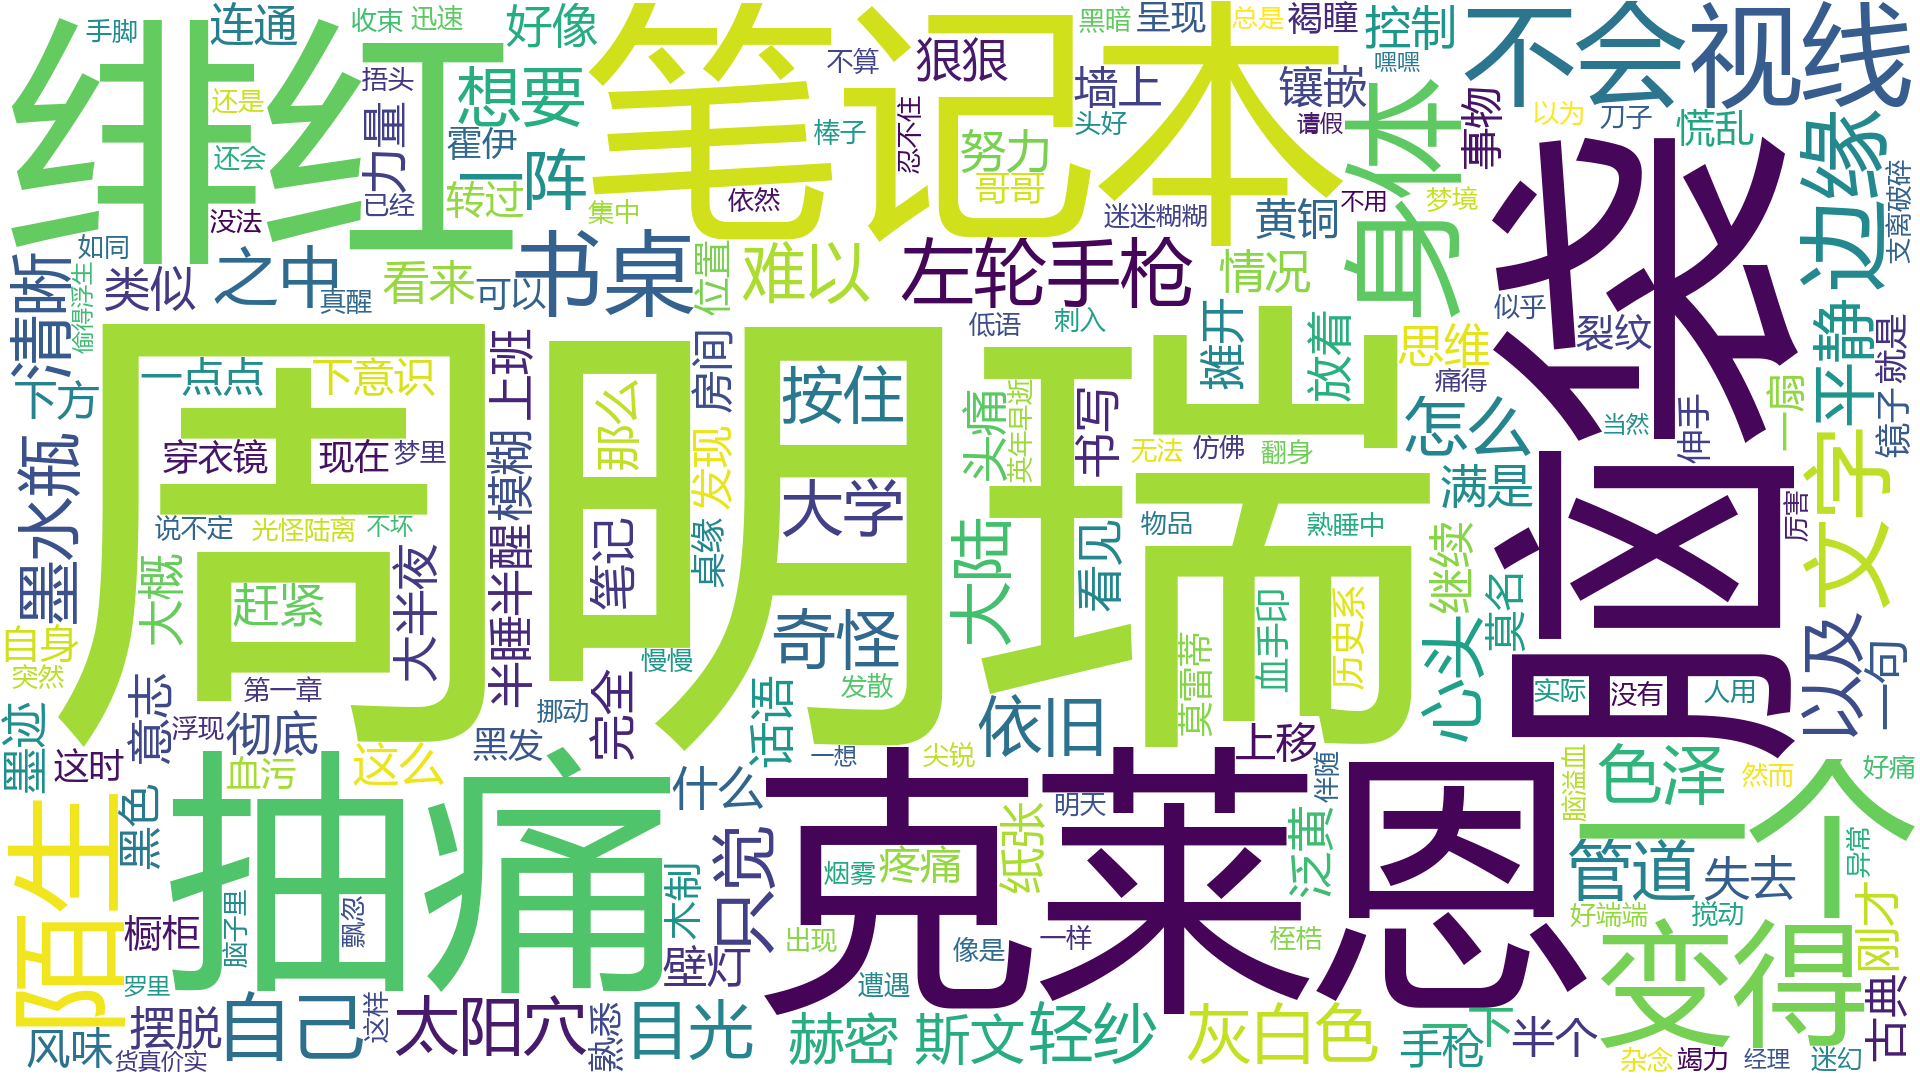 手脚
连通
收束
迅速
好像
绯红
笔记本
黑暗
呈现
总是
褐瞳
控制
不会
视线
捂头
想要
不算
狠狠
墙上
镶嵌
嘿嘿
还是
力量
霍伊
棒子
忍不住
努力
头好
请假
身体
事物
以为
刀子
慌乱
边缘
还会
一阵
转过
已经
集中
依然
哥哥
迷迷糊糊
黄铜
不用
梦境
支离破碎
没法
如同
清晰
偷得浮生
类似
之中
真醒
看来
可以
书桌
位置
难以
左轮手枪
情况
似乎
裂纹
平静
就是
周明瑞
低语
刺入
摊开
放着
思维
痛得
脑袋
下方
一点点
下意识
上班
房间
那么
按住
头痛
英年早逝
书写
无法
仿佛
翻身
怎么
当然
伸手
一扇
镜子
穿衣镜
现在
梦里
模糊
发现
大学
满是
文字
墨水瓶
说不定
光怪陆离
不坏
笔记
桌缘
大陆
看见
物品
熟睡中
厉害
大概
赶紧
大半夜
半睡半醒
奇怪
血手印
历史系
继续
莫名
以及
一句
自身
突然
第一章
慢慢
发散
莫雷蒂
心头
实际
没有
人用
意志
浮现
彻底
挪动
完全
话语
依旧
墨迹
这时
血污
这么
黑发
一想
尖锐
上移
伴随
脑溢血
色泽
然而
好痛
一个
陌生
黑色
抽痛
什么
只觉
克莱恩
明天
纸张
泛黄
管道
失去
异常
烟雾
疼痛
橱柜
脑子里
飘忽
木制
壁灯
出现
像是
一样
桎梏
好端端
搅动
刚才
变得
罗里
遭遇
摆脱
自己
这样
太阳穴
熟悉
目光
赫密
斯文
轻纱
灰白色
手枪
一下
半个
古典
风味
货真价实
杂念
竭力
经理
迷幻